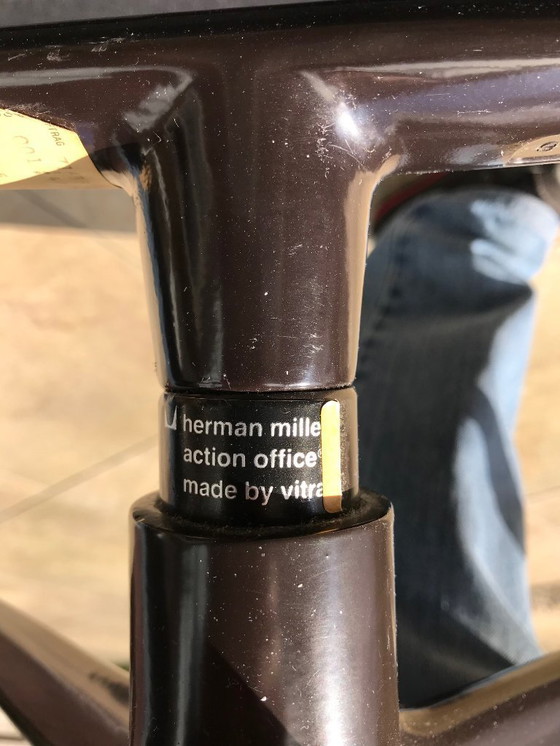 herman mille
action office®
made by vitra